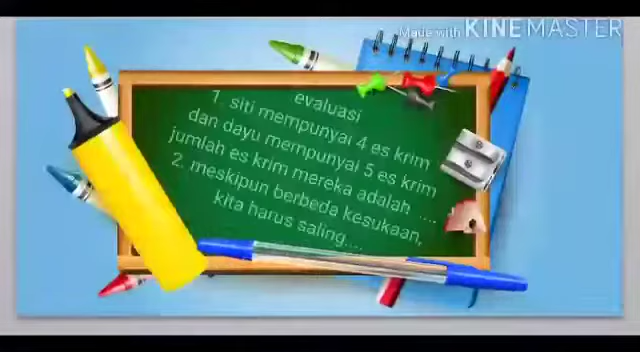 Made with KINEMASTER
evaluasi
1. siti mempunyai 4 es krim
dan dayu mempunyai 5 es krim
jumlah es krim mereka adalah ....
2. meskipun berbeda kesukaan,
kita harus saling....